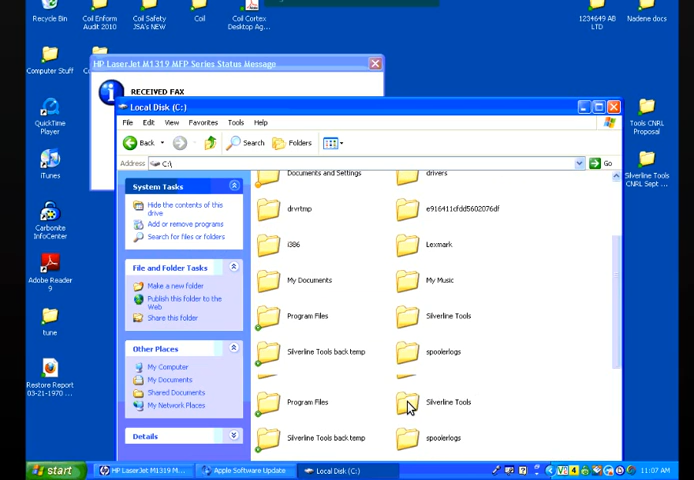 Recycle Bin
Coil Enform Audit 2010
Coil Safety JSA's NEW
Coil
Coil Cortex Desktop Ag...
1234649 AB LTD
Nadene docs
Computer Stuff
HP LaserJet M1319 MFP Series Status Message
RECEIVED FAX
QuickTime Player
iTunes
Carbonite InfoCenter
Adobe Reader 9
tune
Restore Report 03-21-1970 ...
Tools CNRL Proposal
Silverline Tools CNRL Sept ...
Local Disk (C:)
File Edit View Favorites Tools Help
Back Search Folders
Address C:\ Go
System Tasks
Hide the contents of this drive
Add or remove programs
Search for files or folders
File and Folder Tasks
Make a new folder
Publish this folder to the Web
Share this folder
Other Places
My Computer
My Documents
Shared Documents
My Network Places
Details
Documents and Settings drivers
drvrtmp e916411cfdd5602076df
i386 Lexmark
My Documents My Music
Program Files Silverline Tools
Silverline Tools back temp spoolerlogs
Program Files Silverline Tools
Silverline Tools back temp spoolerlogs
start HP LaserJet M1319 M... Apple Software Update Local Disk (C:) 11:07 AM